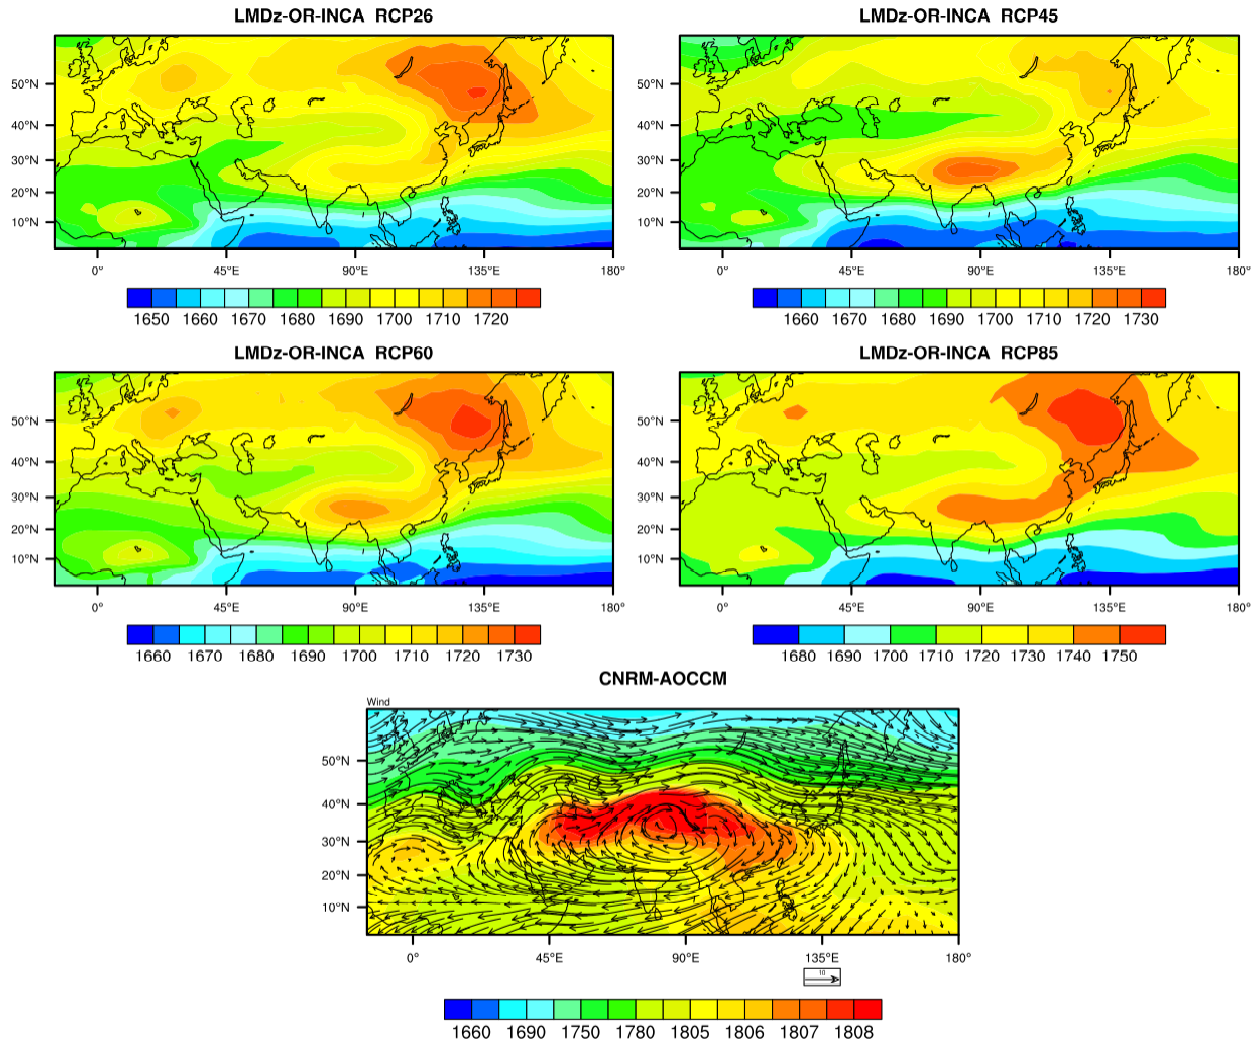 LMDz-OR-INCA RCP26
50°N
40°N
30°N
20°N
10°N
0° 45°E 90°E 135°E 180°
1650 1660 1670 1680 1690 1700 1710 1720
LMDz-OR-INCA RCP45
50°N
40°N
30°N
20°N
10°N
0° 45°E 90°E 135°E 180°
1660 1670 1680 1690 1700 1710 1720 1730
LMDz-OR-INCA RCP60
50°N
40°N
30°N
20°N
10°N
0° 45°E 90°E 135°E 180°
1660 1670 1680 1690 1700 1710 1720 1730
LMDz-OR-INCA RCP85
50°N
40°N
30°N
20°N
10°N
0° 45°E 90°E 135°E 180°
1680 1690 1700 1710 1720 1730 1740 1750
CNRM-AOCCM
Wind
50°N
40°N
30°N
20°N
10°N
0° 45°E 90°E 135°E 180°
10
1660 1690 1750 1780 1805 1806 1807 1808